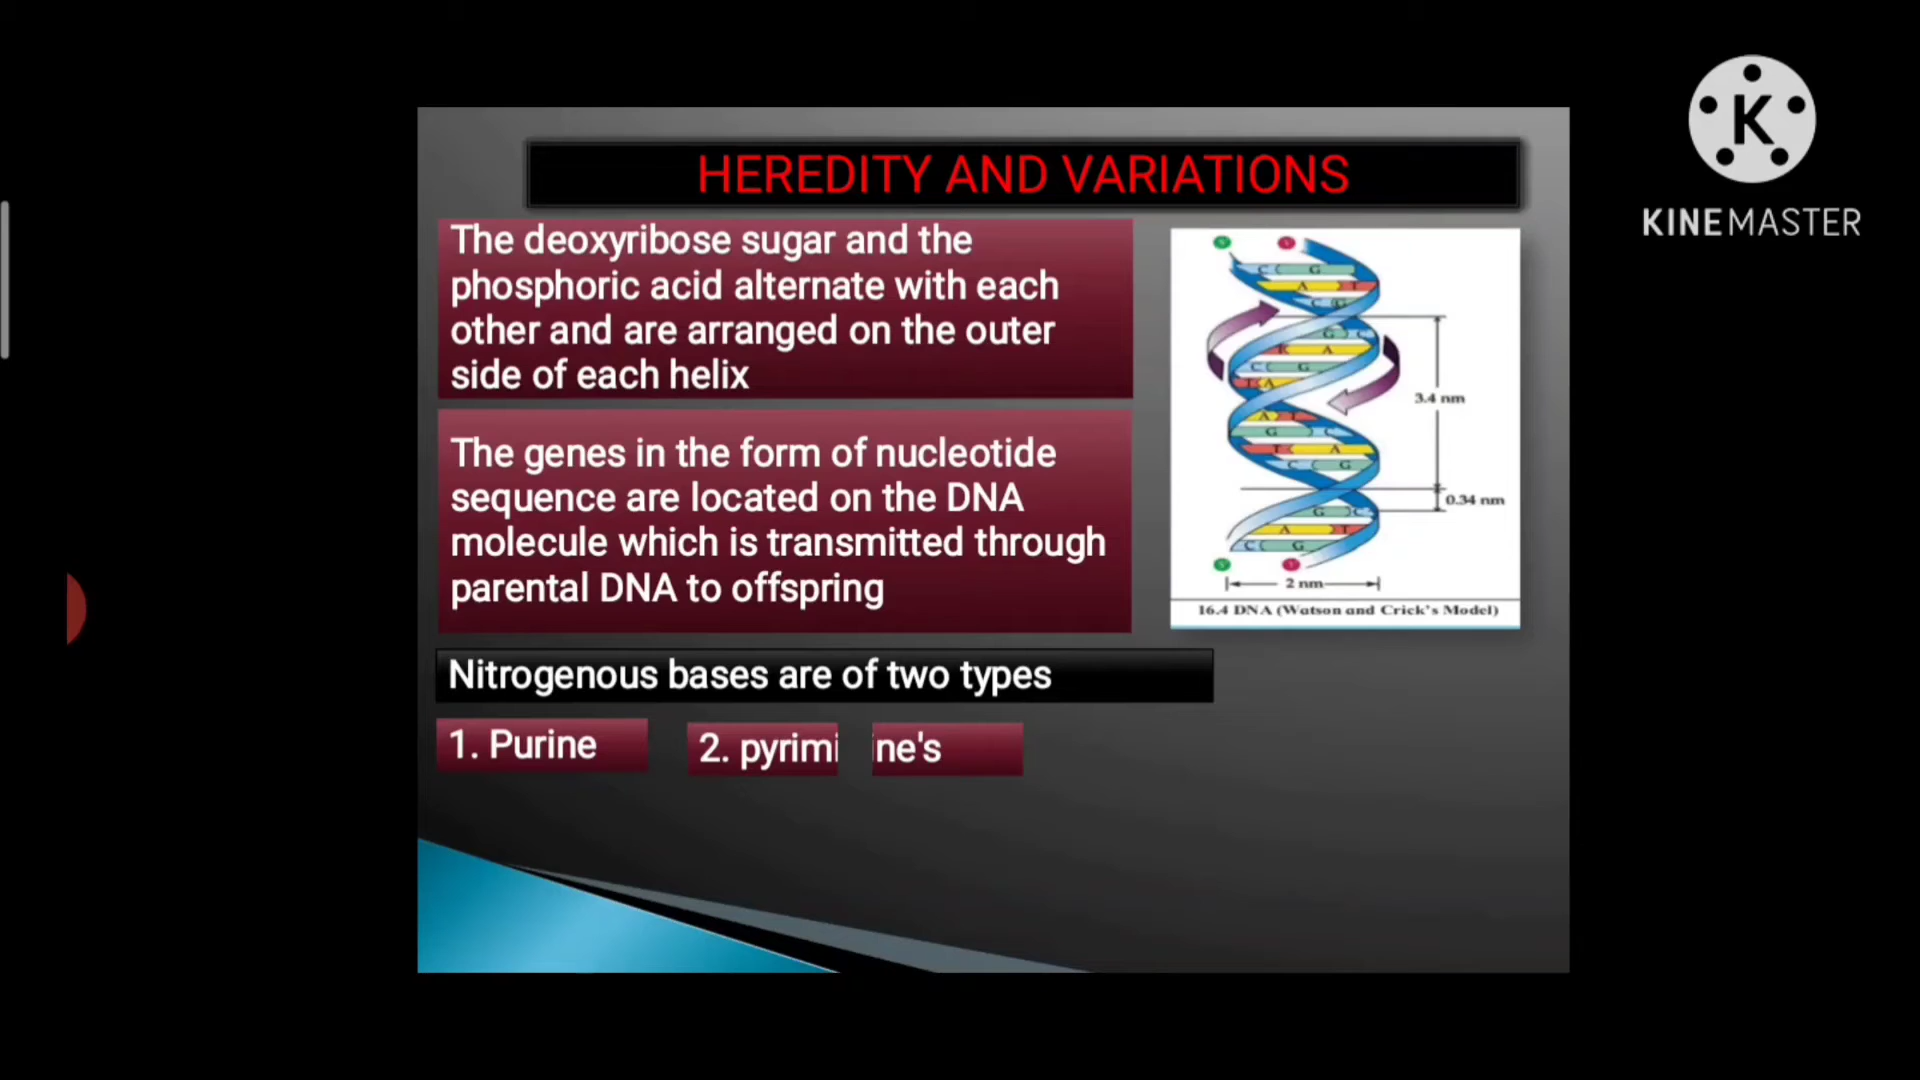 HEREDITY AND VARIATIONS
The deoxyribose sugar and the
phosphoric acid alternate with each
other and are arranged on the outer
side of each helix
The genes in the form of nucleotide
sequence are located on the DNA
molecule which is transmitted through
parental DNA to offspring
Nitrogenous bases are of two types
1. Purine
2. pyrimi ne's
C G
A T
C G
G C
A
C G
T A
A T
G C
T A
C G
G C
A T
C G
3.4 nm
0.34 nm
2 nm
16.4 DNA (Watson and Crick's Model)
K
KINEMASTER